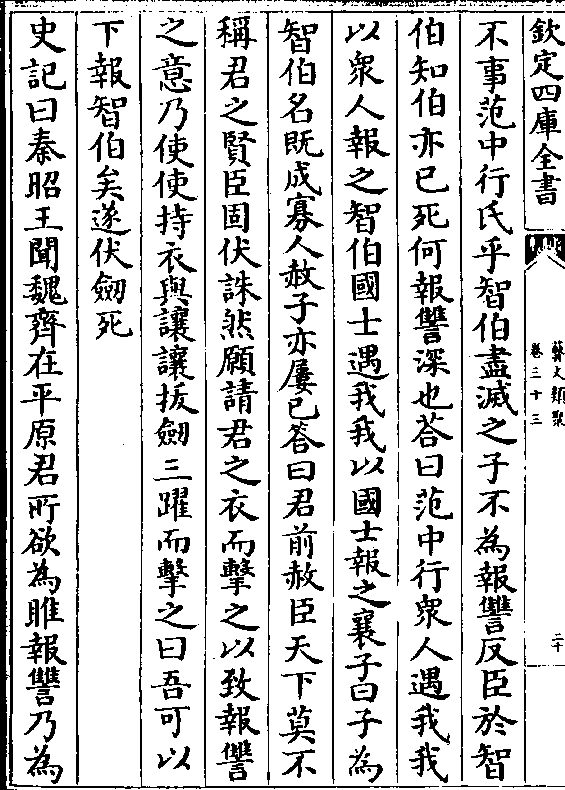 欽定四庫全書
藝文類聚
卷三十三
二十
不事范中行氏乎智伯盡滅之子不為報讐反臣於智
伯知伯亦已死何報讐深也荅曰范中行衆人遇我我
以衆人報之智伯國士遇我我以國士報之襄子曰子為
智伯名既成寡人赦子亦屢已答曰君前赦臣天下莫不
稱君之賢臣固伏誅然願請君之衣而擊之以致報讐
之意乃使使持衣與讓讓拔劒三躍而擊之曰吾可以
下報智伯矣遂伏劒死
史記曰秦昭王聞魏齊在平原君所欲為睢報讐乃為